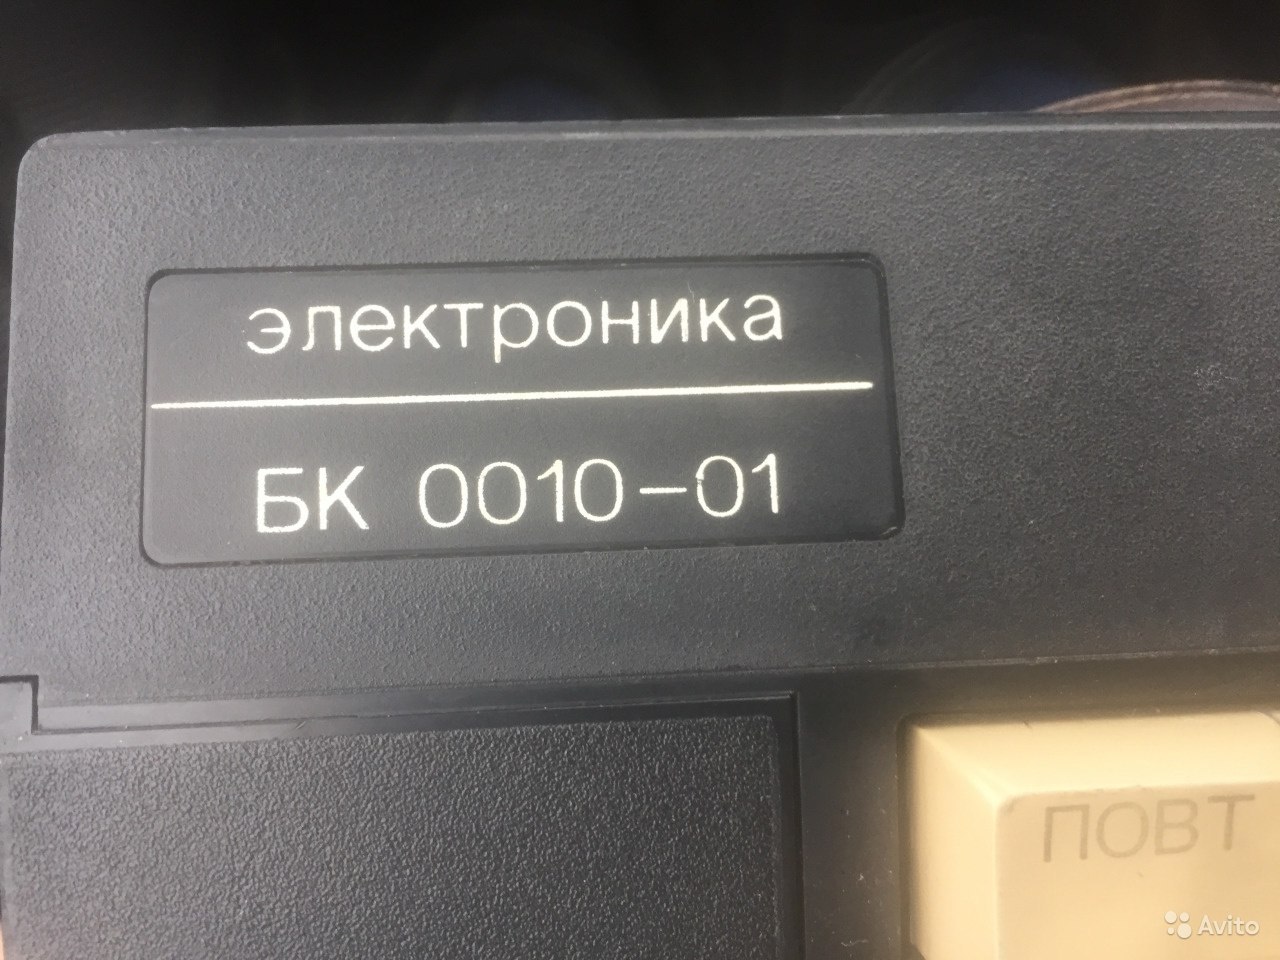 электроника
БК 0010-01
ПОВТ
Avito